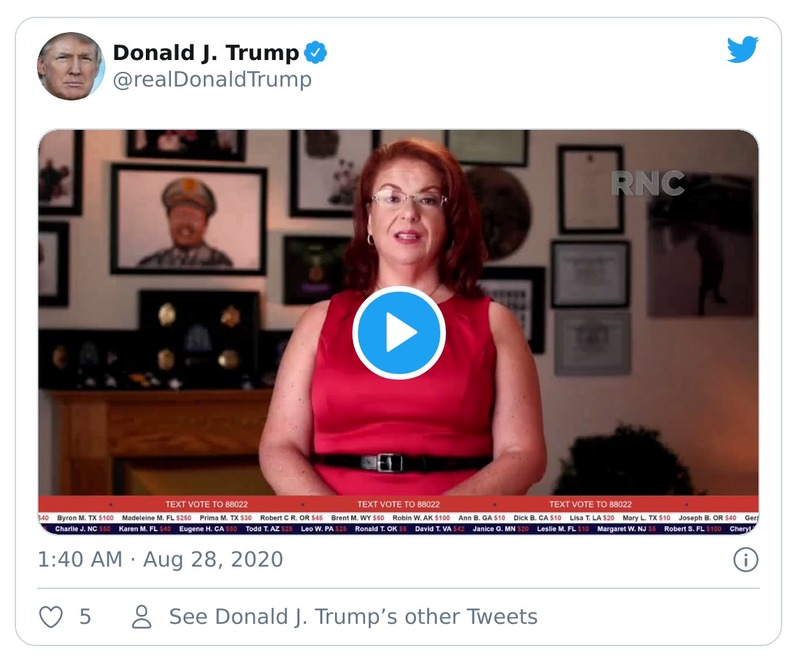 Donald J. Trump
@realDonaldTrump
RNC
TEXT VOTE TO 88022 TEXT VOTE TO 88022 TEXT VOTE TO 88022
$40 Byron M. TX $100 Madeleine M. FL $250 Prima M. TX $30 Robert C R. OR $45 Brent M. WY $50 Robin W. AK $100 Ann B. GA $10 Dick B. CA $10 Lisa T. LA $20 Mary L. TX $10 Joseph B. OR $40
Charlie J. NC $50 Karen M. FL $40 Eugene H. CA $60 Todd T. AZ $25 Leo W. PA $25 Ronald T. OK $5 David T. VA $42 Janice G. MN $20 Leslie M. FL $10 Margaret W. NJ $5 Robert S. FL $100 Cheryl
1:40 AM · Aug 28, 2020
5 See Donald J. Trump’s other Tweets